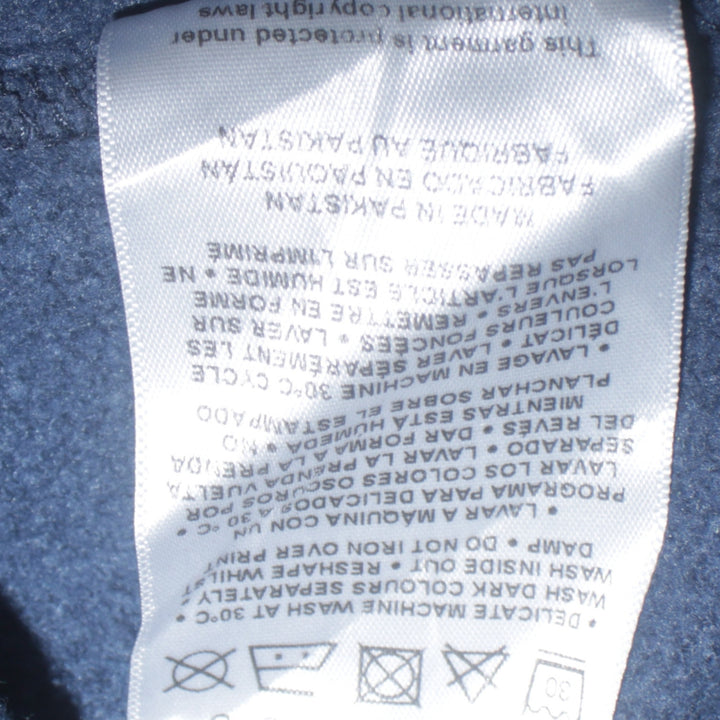 30
• DELICATE MACHINE WASH AT 30°C •
WASH DARK COLOURS SEPARATELY •
WASH INSIDE OUT • RESHAPE WHILST
DAMP • DO NOT IRON OVER PRINT
• LAVAR A MÁQUINA CON UN
PROGRAMA PARA DELICADOS A 30 °C •
LAVAR LOS COLORES OSCUROS POR
SEPARADO • LAVAR LA PRENDA VUELTA
DEL REVÉS • DAR FORMA A LA PRENDA
MIENTRAS ESTA HUMEDA • NO
PLANCHAR SOBRE EL ESTAMPADO
• LAVAGE EN MACHINE 30°C CYCLE
DÉLICAT • LAVER SÉPARÉMENT LES
COULEURS FONCÉES • LAVER SUR
L'ENVERS • REMETTRE EN FORME
LORSQUE L'ARTICLE EST HUMIDE • NE
PAS REPASSER SUR L'IMPRIMÉ
MADE IN PAKISTAN
FABRICADO EN PAQUISTÁN
FABRIQUÉ AU PAKISTAN
This garment is protected under
international copyright laws